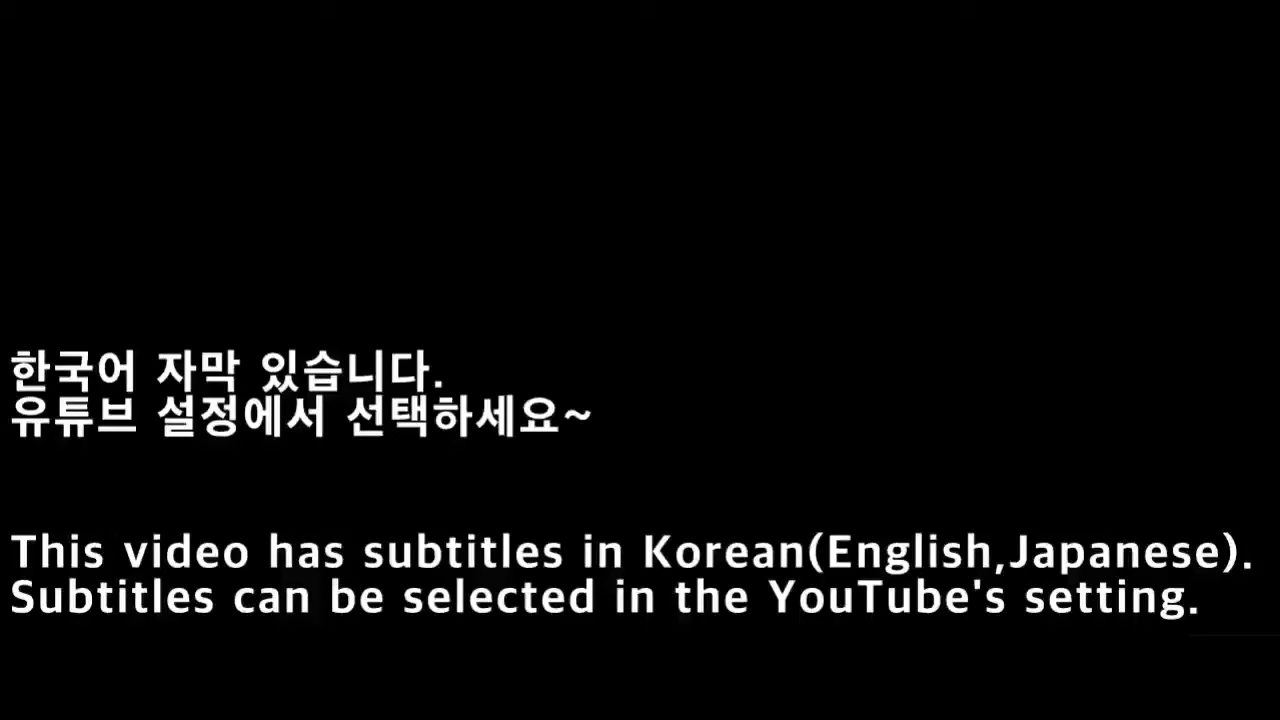 한국어 자막 있습니다.
유튜브 설정에서 선택하세요~
This video has subtitles in Korean(English,Japanese).
Subtitles can be selected in the YouTube's setting.